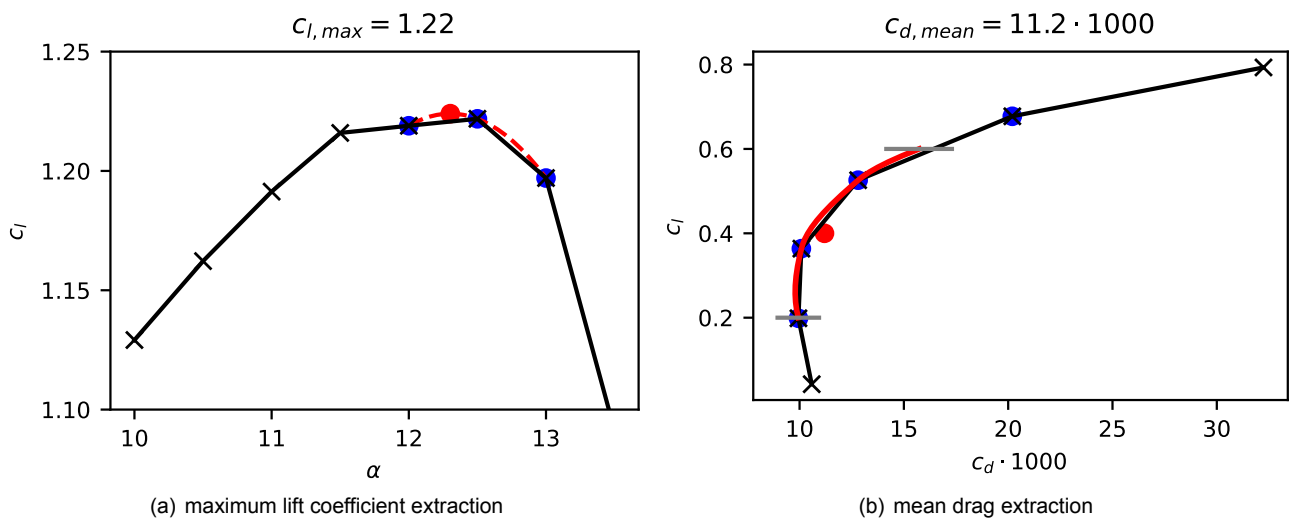 c_{l,max} = 1.22
1.25
1.20
1.15
1.10
c_l
10
11
12
13
α
(a) maximum lift coefficient extraction
c_{d,mean} = 11.2 · 1000
0.8
0.6
0.4
0.2
c_l
10
15
20
25
30
c_d · 1000
(b) mean drag extraction